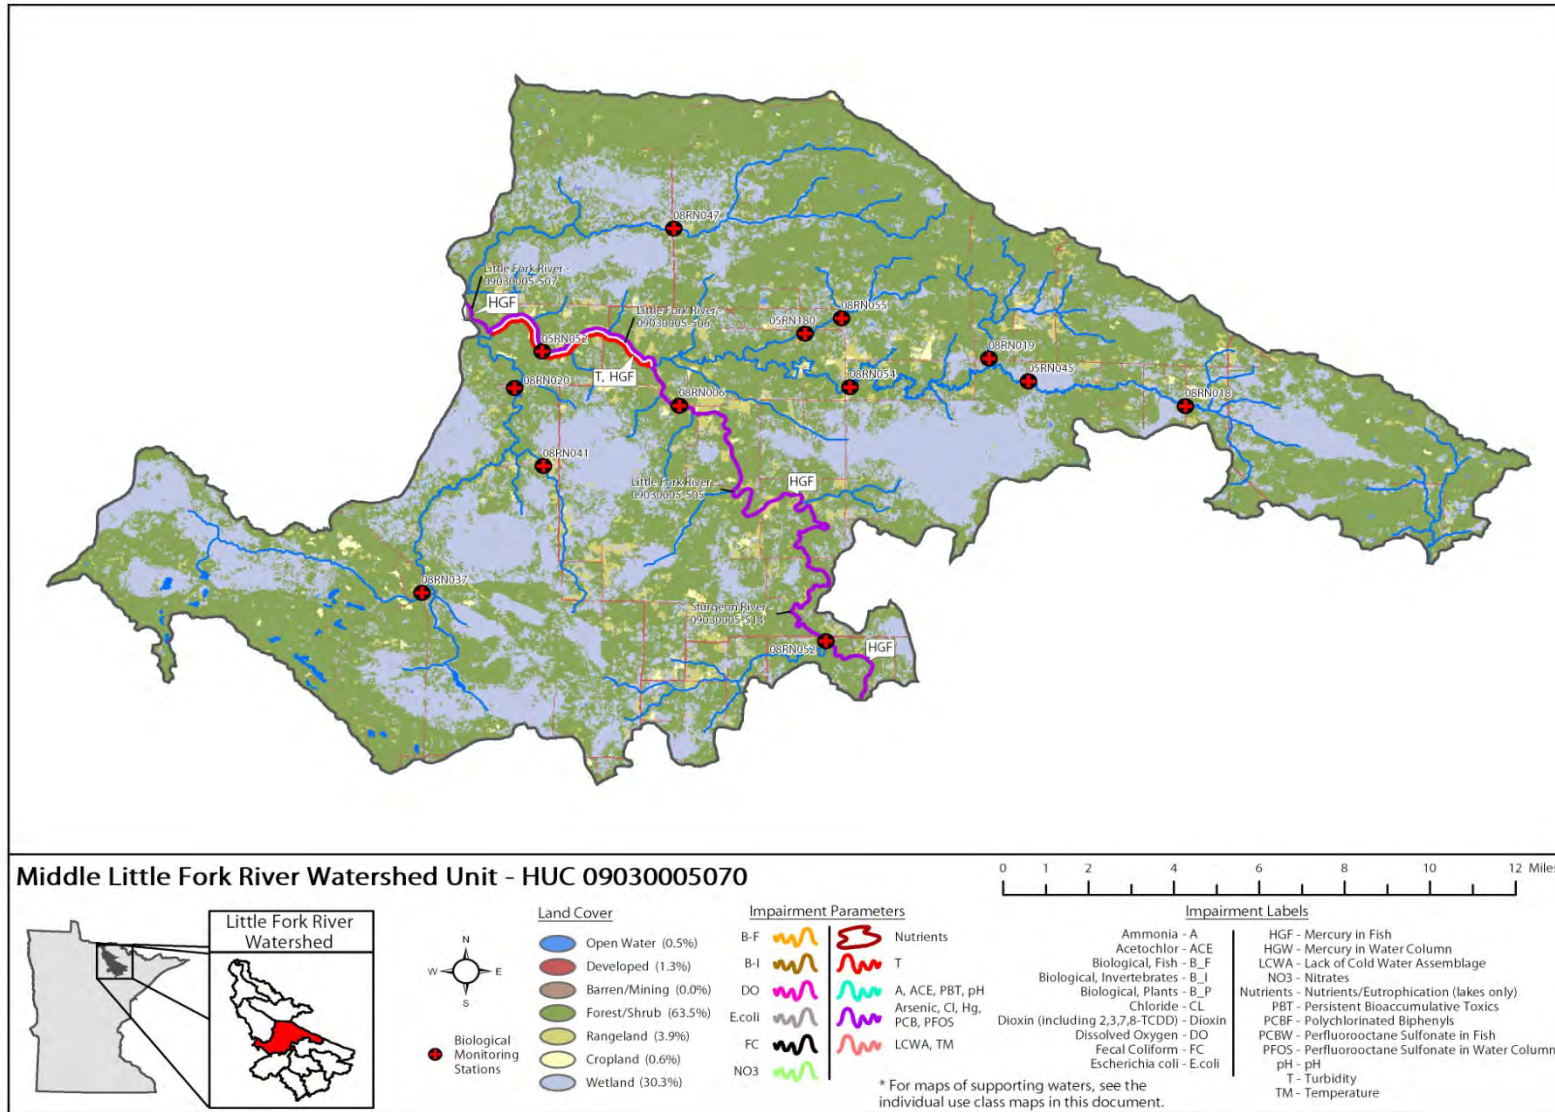 08RN047
Little Fork River -
09030005-507
HGF
08RN055
Little Fork River -
09030005-506
05RN180
05RN052
08RN019
T, HGF
05RN045
08RN020
08RN054
08RN006
08RN018
08RN041
Little Fork River -
09030005-505
HGF
08RN037
Sturgeon River -
09030005-514
08RN052
HGF
Middle Little Fork River Watershed Unit - HUC 09030005070
0 1 2 3 4 6 8 10 12 Miles
Little Fork River
Watershed
N
W E
S
Biological
Monitoring
Stations
Land Cover
Open Water (0.5%)
Developed (1.3%)
Barren/Mining (0.0%)
Forest/Shrub (63.5%)
Rangeland (3.9%)
Cropland (0.6%)
Wetland (30.3%)
Impairment Parameters
B-F
B-I
DO
E.coli
FC
NO3
Nutrients
T
A, ACE, PBT, pH
Arsenic, Cl, Hg,
PCB, PFOS
LCWA, TM
* For maps of supporting waters, see the
individual use class maps in this document.
Impairment Labels
Ammonia - A
Acetochlor - ACE
Biological, Fish - B_F
Biological, Invertebrates - B_I
Biological, Plants - B_P
Chloride - CL
Dioxin (including 2,3,7,8-TCDD) - Dioxin
Dissolved Oxygen - DO
Fecal Coliform - FC
Escherichia coli - E.coli
HGF - Mercury in Fish
HGW - Mercury in Water Column
LCWA - Lack of Cold Water Assemblage
NO3 - Nitrates
Nutrients - Nutrients/Eutrophication (lakes only)
PBT - Persistent Bioaccumulative Toxics
PCBF - Polychlorinated Biphenyls
PCBW - Perfluorooctane Sulfonate in Fish
PFOS - Perfluorooctane Sulfonate in Water Column
pH - pH
T - Turbidity
TM - Temperature